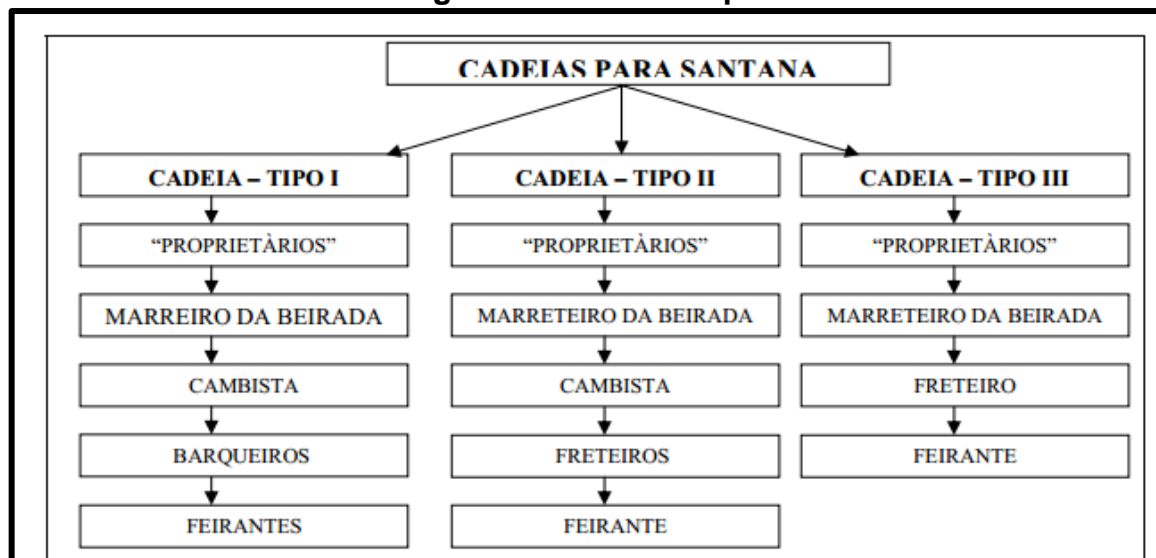 CADEIAS PARA SANTANA
CADEIA – TIPO I
CADEIA – TIPO II
CADEIA – TIPO III
“PROPRIETÀRIOS”
“PROPRIETÀRIOS”
“PROPRIETÀRIOS”
MARREIRO DA BEIRADA
MARRETEIRO DA BEIRADA
MARRETEIRO DA BEIRADA
CAMBISTA
CAMBISTA
FRETEIRO
BARQUEIROS
FRETEIROS
FEIRANTE
FEIRANTES
FEIRANTE